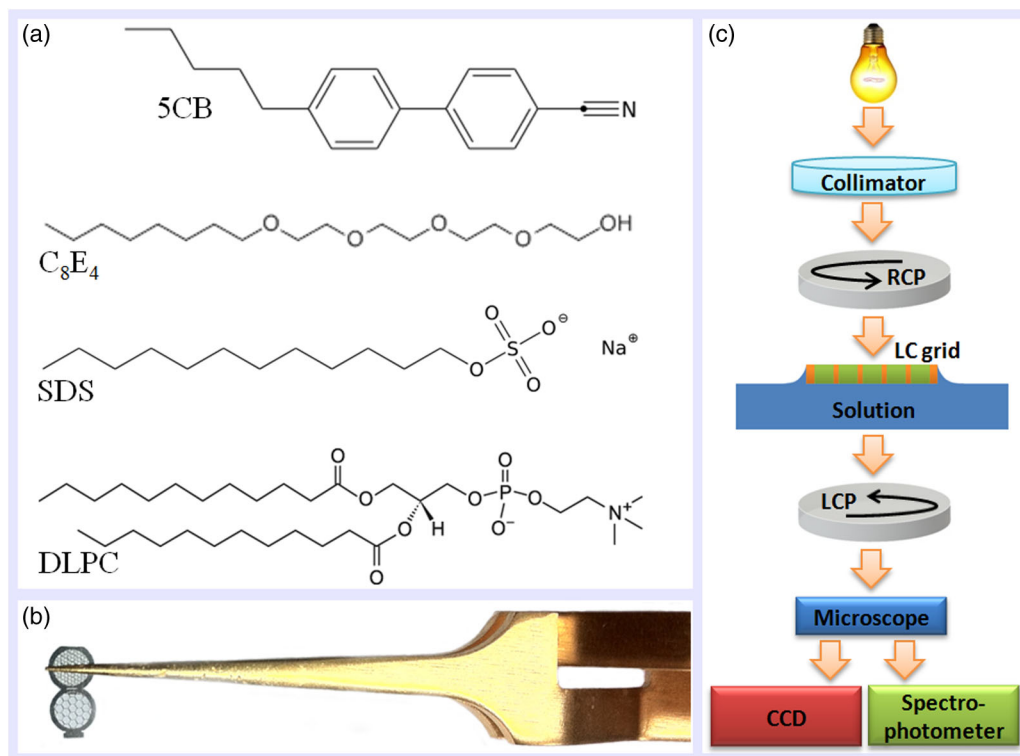 (a)
5CB
N
O
O
O
O
OH
C₈E₄
O
S
O
O
O
⊖
Na⊕
SDS
O
O
O
O
P
O
O⁻
N⁺
O
H
O
DLPC
(b)
(c)
Collimator
RCP
LC grid
Solution
LCP
Microscope
CCD
Spectro-
photometer